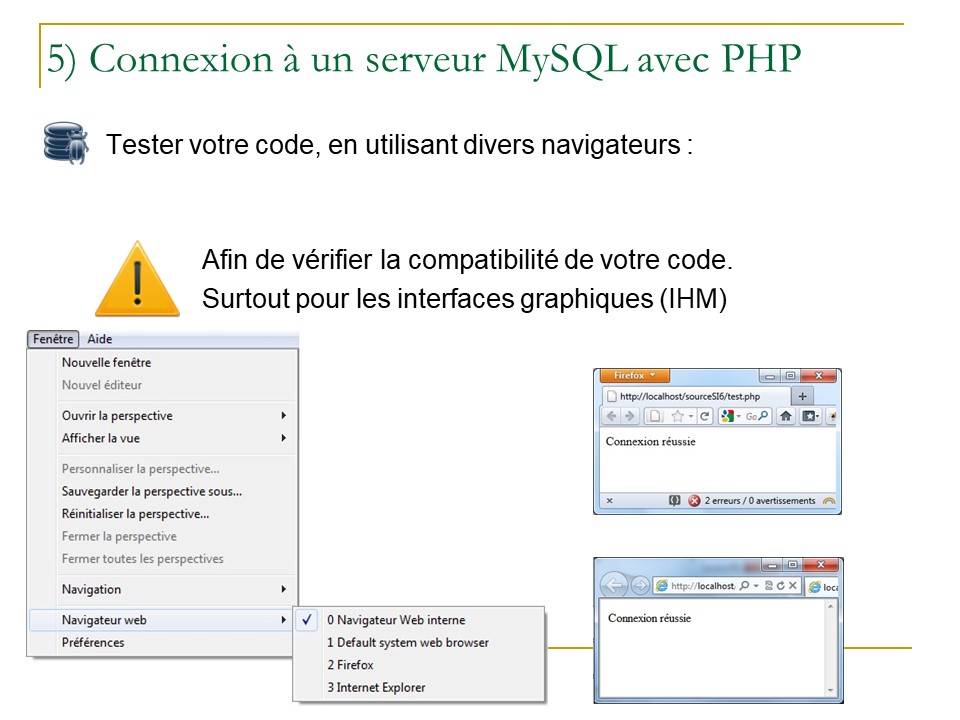 5) Connexion à un serveur MySQL avec PHP
Tester votre code, en utilisant divers navigateurs :
Afin de vérifier la compatibilité de votre code.
Surtout pour les interfaces graphiques (IHM)
Fenêtre Aide
Nouvelle fenêtre
Nouvel éditeur
Ouvrir la perspective
Afficher la vue
Personnaliser la perspective...
Sauvegarder la perspective sous...
Réinitialiser la perspective...
Fermer la perspective
Fermer toutes les perspectives
Navigation
Navigateur web
Préférences
0 Navigateur Web interne
1 Default system web browser
2 Firefox
3 Internet Explorer
Firefox
http://localhost/sourceSI6/test.php
Go
Connexion réussie
2 erreurs / 0 avertissements
http://localhost.
loca
Connexion réussie